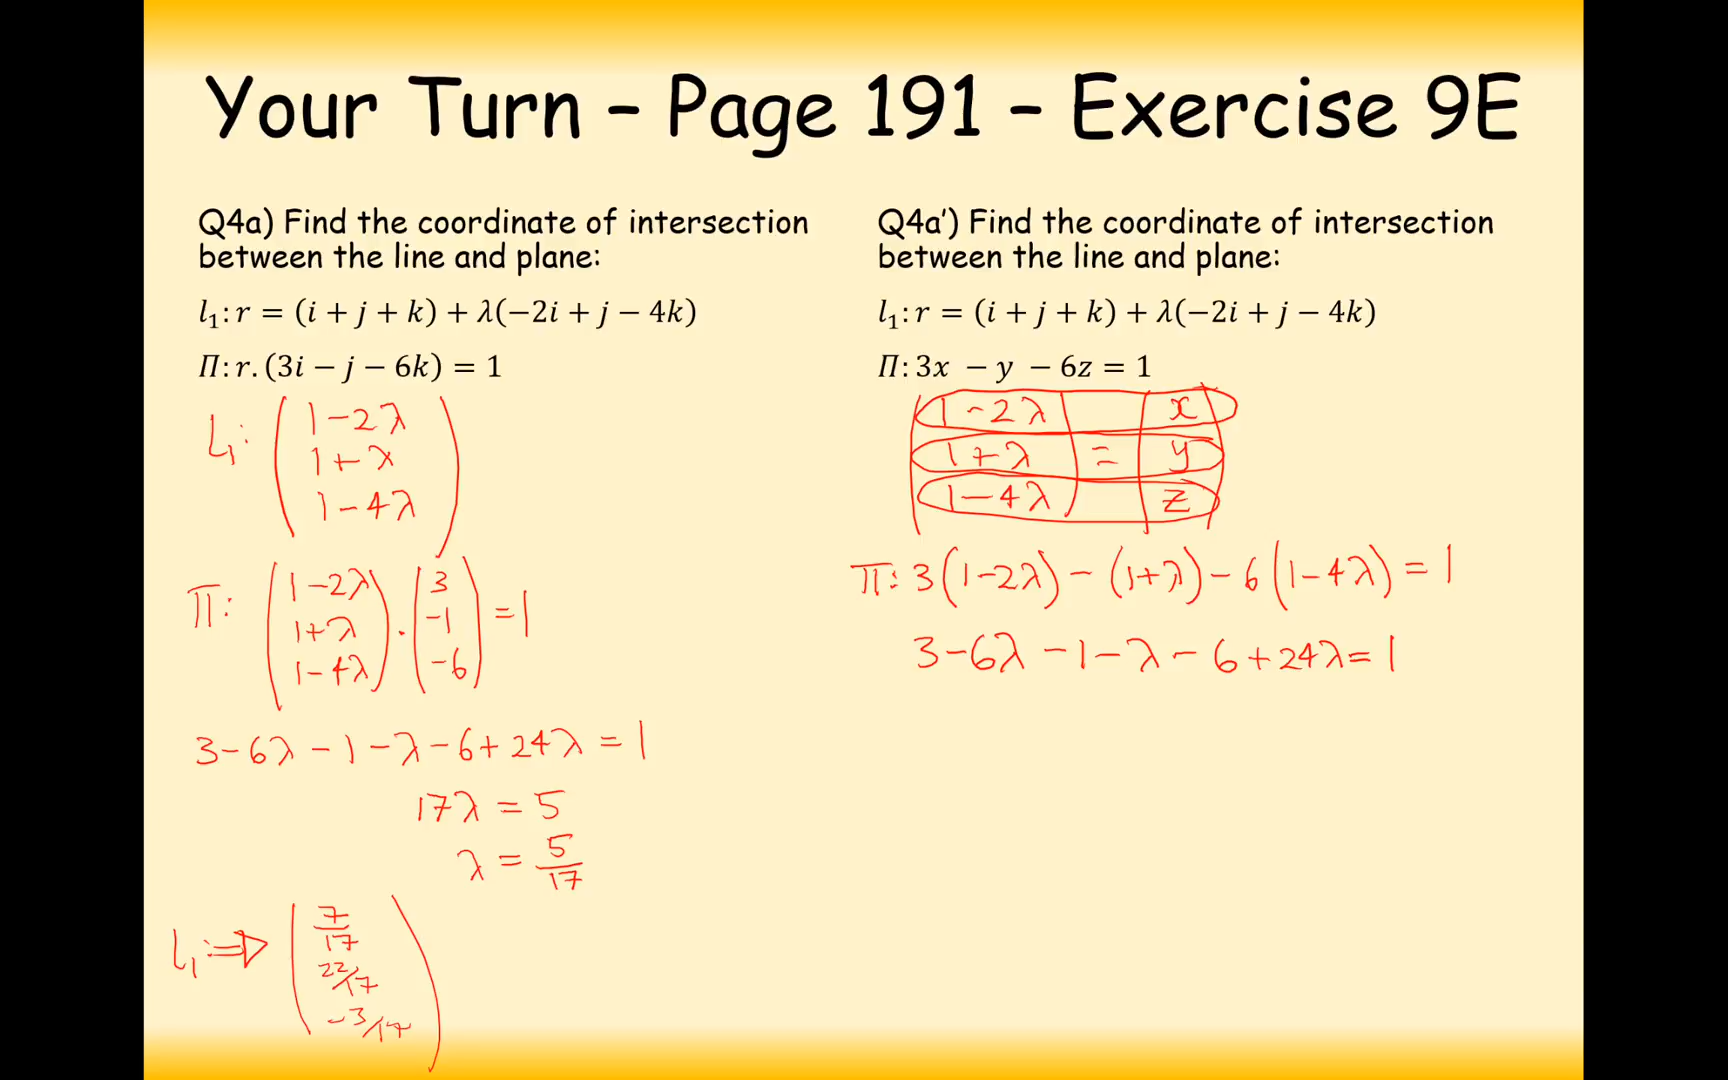 Your Turn – Page 191 – Exercise 9E
Q4a) Find the coordinate of intersection
between the line and plane:
l₁: r = (i + j + k) + λ(−2i + j − 4k)
Π: r. (3i − j − 6k) = 1
L₁: (1 − 2λ
1 + λ
1 − 4λ)
Π: (1 − 2λ
1 + λ
1 − 4λ) . (3
−1
−6) = 1
3 − 6λ − 1 − λ − 6 + 24λ = 1
17λ = 5
λ = 5/17
L₁: ⇒ (7/17
22/17
−3/17)
Q4a’) Find the coordinate of intersection
between the line and plane:
l₁: r = (i + j + k) + λ(−2i + j − 4k)
Π: 3x − y − 6z = 1
(1 − 2λ) (x)
(1 + λ) = (y)
(1 − 4λ) (z)
Π: 3(1 − 2λ) − (1 + λ) − 6(1 − 4λ) = 1
3 − 6λ − 1 − λ − 6 + 24λ = 1